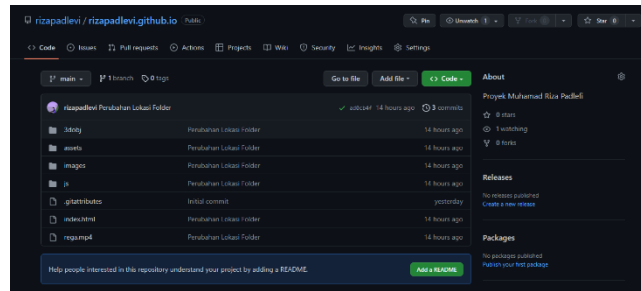 rizapadlevi / rizapadlevi.github.io Public
Pin Unwatch 1 Fork 0 Star 0
Code Issues Pull requests Actions Projects Wiki Security Insights Settings
main 1 branch 0 tags Go to file Add file Code
rizapadlevi Perubahan Lokasi Folder 14 hours ago 3 commits
3dobj Perubahan Lokasi Folder 14 hours ago
assets Perubahan Lokasi Folder 14 hours ago
images Perubahan Lokasi Folder 14 hours ago
js Perubahan Lokasi Folder 14 hours ago
.gitattributes Initial commit yesterday
index.html Perubahan Lokasi Folder 14 hours ago
rega.mp4 Perubahan Lokasi Folder 14 hours ago
Help people interested in this repository understand your project by adding a README. Add a README
About
Proyek Muhamad Riza Padlefi
0 stars
1 watching
0 forks
Releases
No releases published
Create a new release
Packages
No packages published
Publish your first package